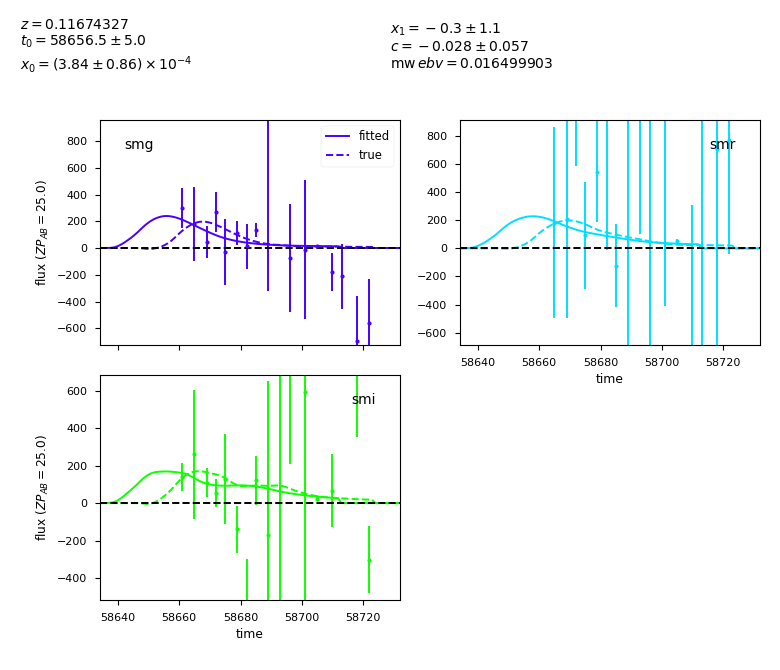 z = 0.11674327
t₀ = 58656.5 ± 5.0
x₀ = (3.84 ± 0.86) × 10⁻⁴
x₁ = −0.3 ± 1.1
c = −0.028 ± 0.057
mw ebv = 0.016499903
smg
fitted
true
800
600
400
200
0
−200
−400
−600
flux (ZP_AB = 25.0)
smr
800
600
400
200
0
−200
−400
−600
58640 58660 58680 58700 58720
time
smi
600
400
200
0
−200
−400
flux (ZP_AB = 25.0)
58640 58660 58680 58700 58720
time